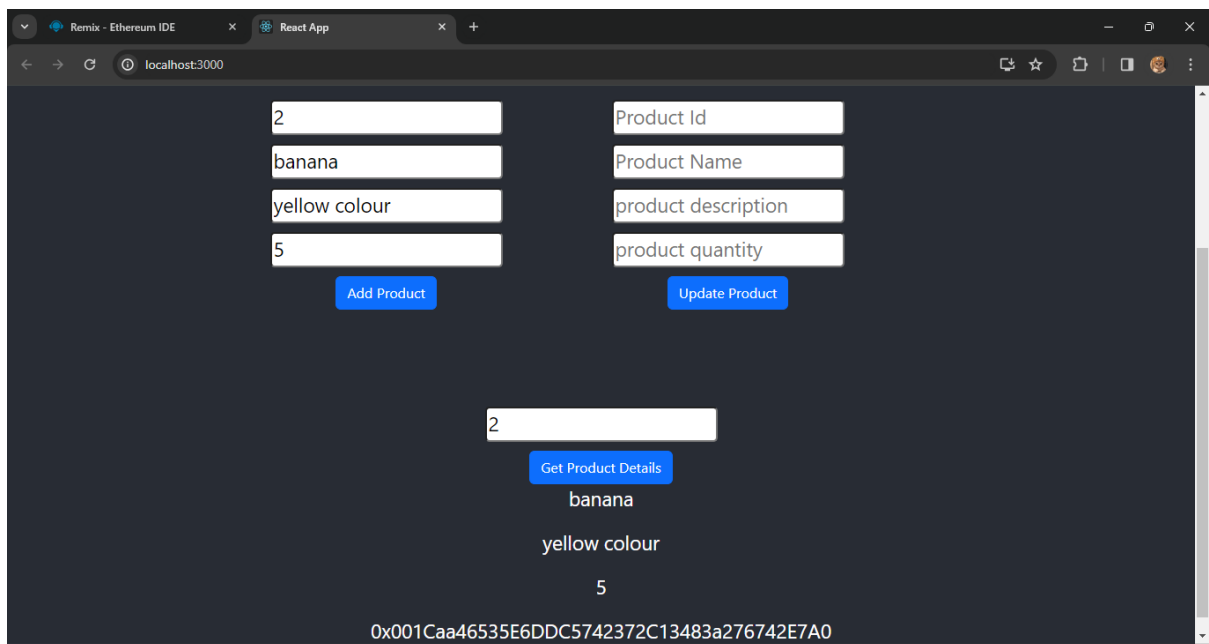 Remix - Ethereum IDE
React App
localhost:3000
2
Product Id
banana
Product Name
yellow colour
product description
5
product quantity
Add Product
Update Product
2
Get Product Details
banana
yellow colour
5
0x001Caa46535E6DDC5742372C13483a276742E7A0